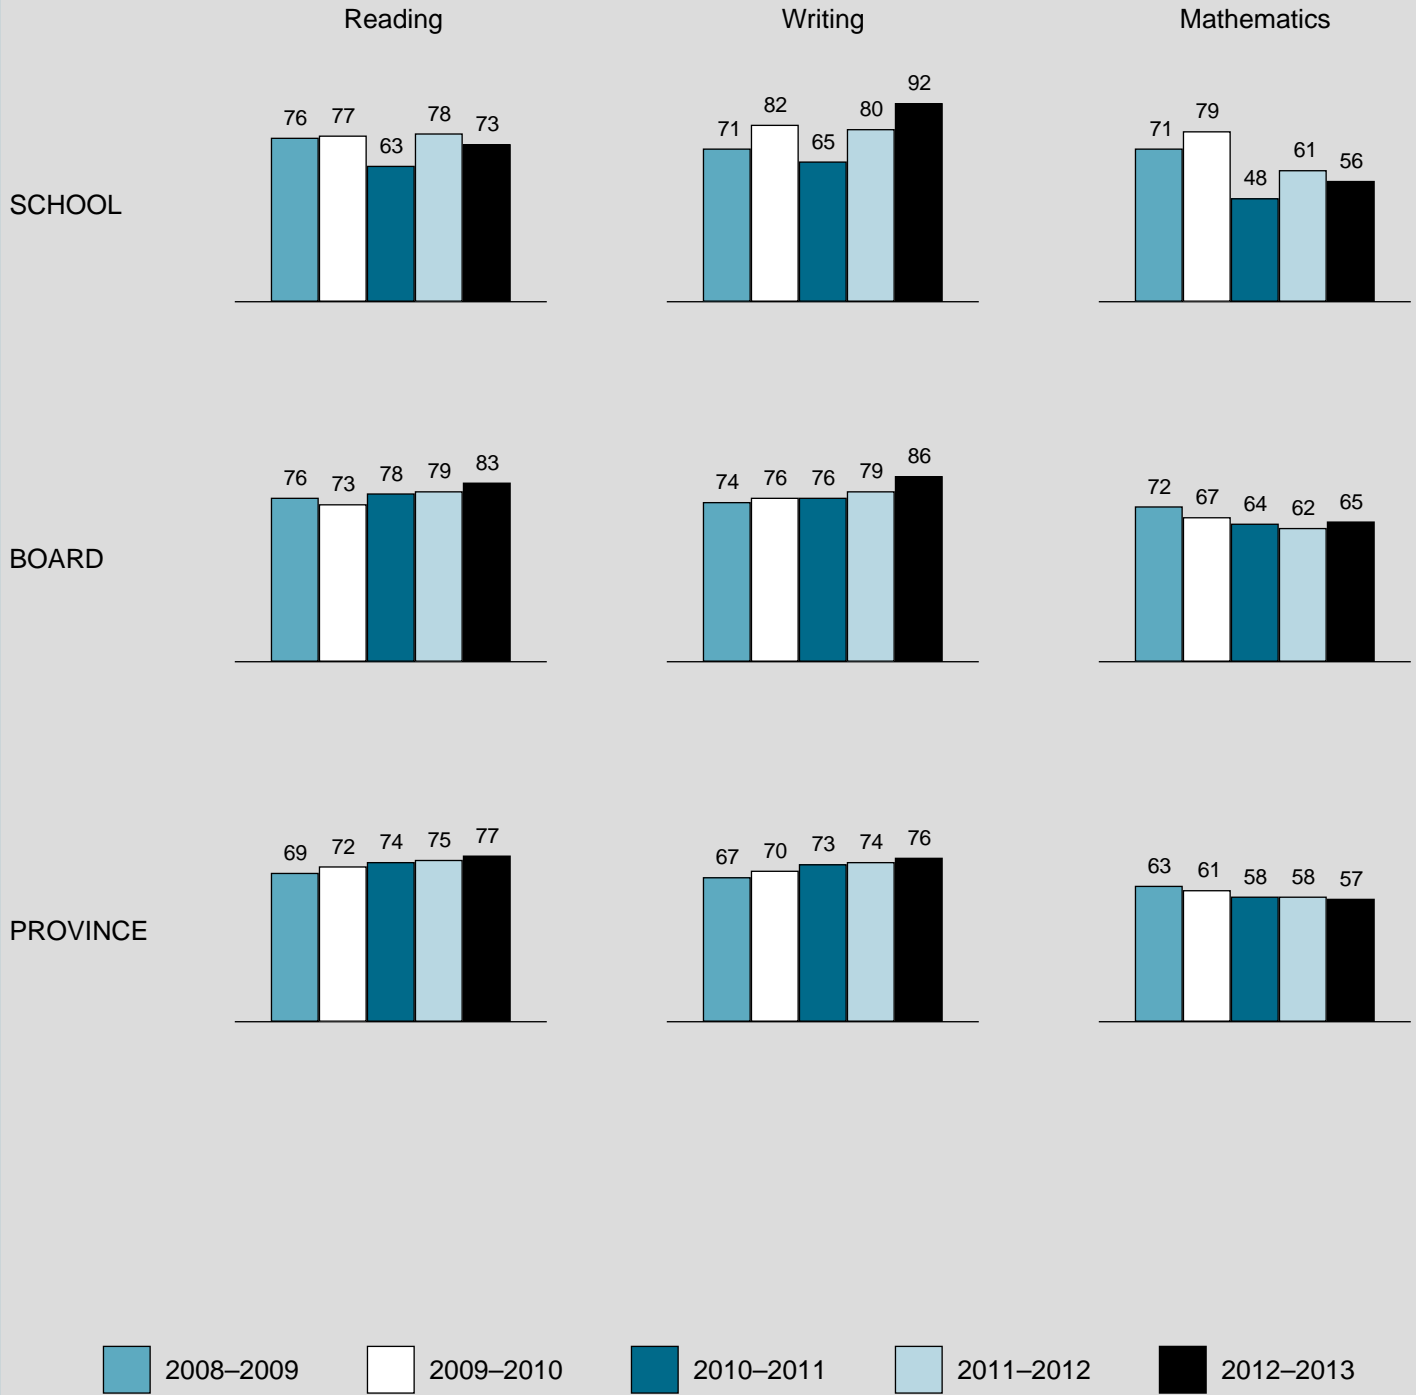 Reading Writing Mathematics
SCHOOL
76 77 63 78 73
71 82 65 80 92
71 79 48 61 56
BOARD
76 73 78 79 83
74 76 76 79 86
72 67 64 62 65
PROVINCE
69 72 74 75 77
67 70 73 74 76
63 61 58 58 57
2008–2009 2009–2010 2010–2011 2011–2012 2012–2013